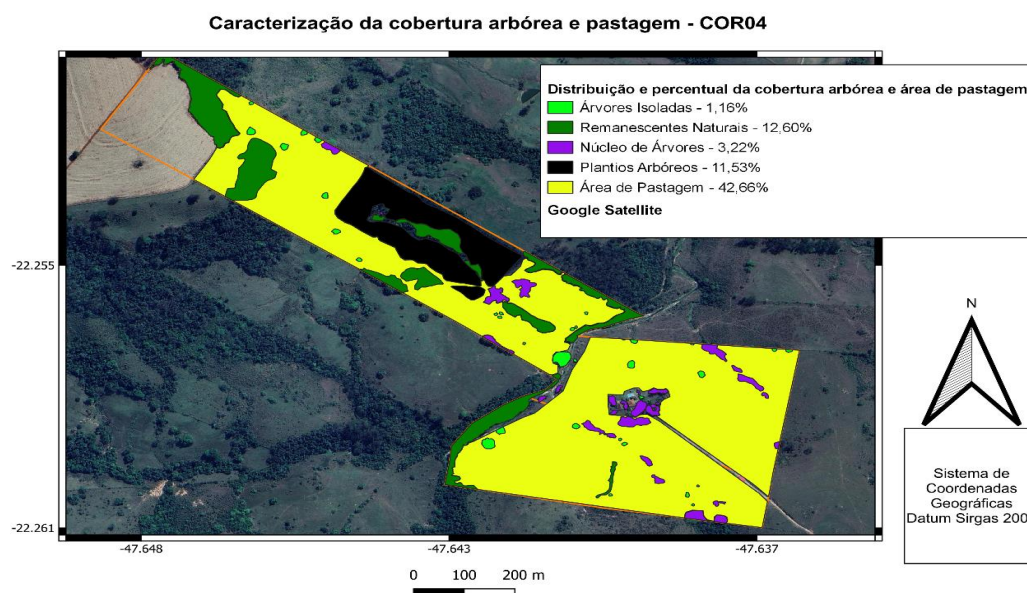 Caracterização da cobertura arbórea e pastagem - COR04
Distribuição e percentual da cobertura arbórea e área de pastagem
Árvores Isoladas - 1,16%
Remanescentes Naturais - 12,60%
Núcleo de Árvores - 3,22%
Plantios Arbóreos - 11,53%
Área de Pastagem - 42,66%
Google Satellite
-22.255
-22.261
-47.648
-47.643
-47.637
0 100 200 m
N
Sistema de
Coordenadas
Geográficas
Datum Sirgas 200